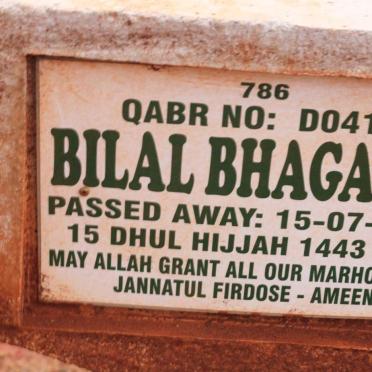 786
QABR NO: D041
BILAL BHAGA
PASSED AWAY: 15-07-
15 DHUL HIJJAH 1443
MAY ALLAH GRANT ALL OUR MARHO
JANNATUL FIRDOSE - AMEEN